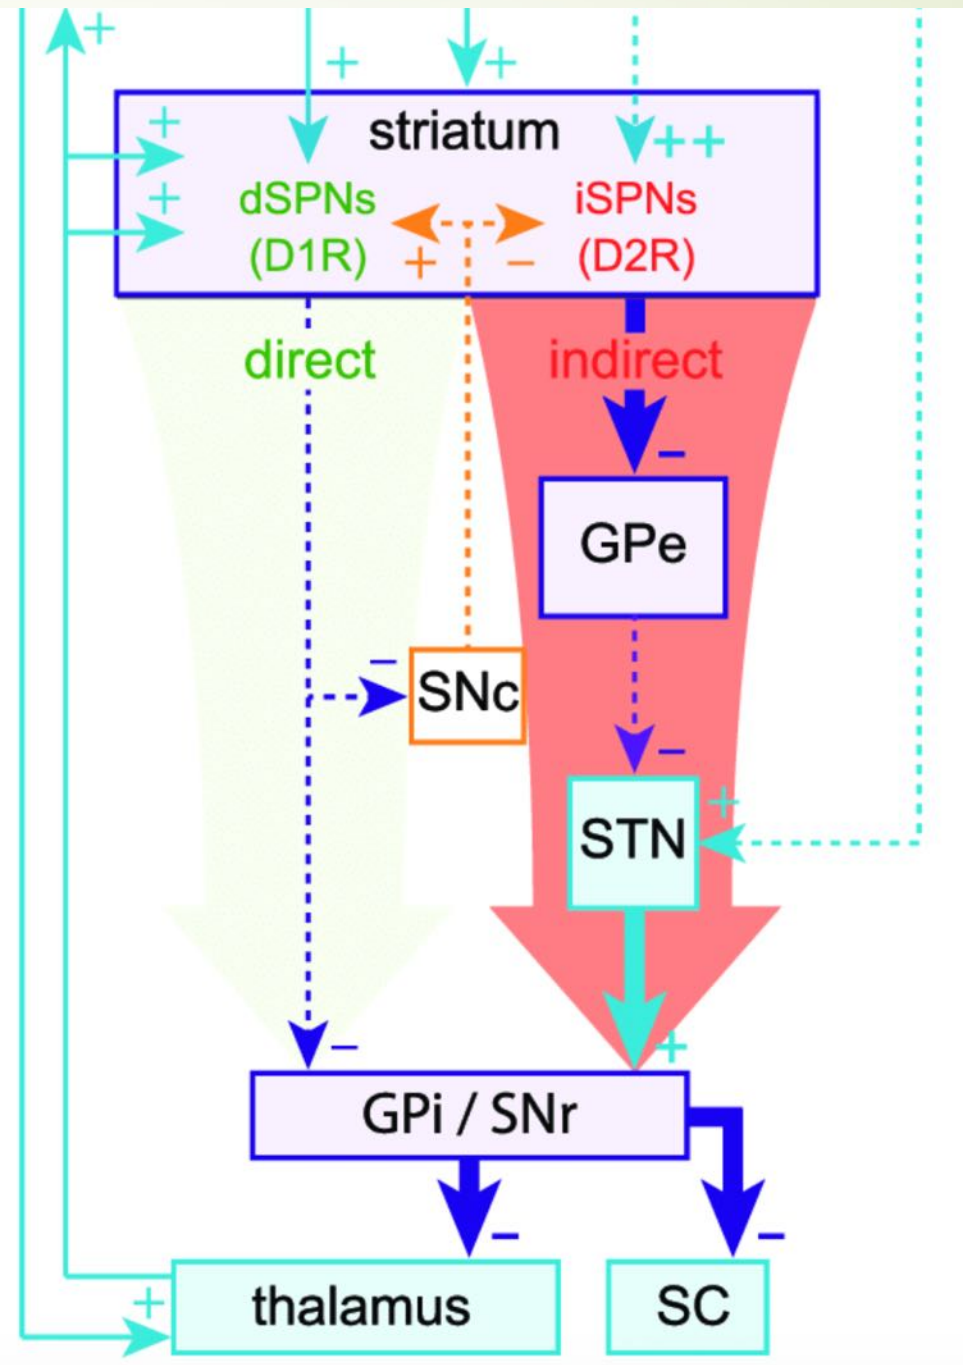 +
+
+
striatum
+
++
+
dSPNs
iSPNs
(D1R)
+
−
(D2R)
direct
indirect
−
GPe
−
SNc
−
+
STN
−
+
GPi / SNr
−
−
+
thalamus
SC